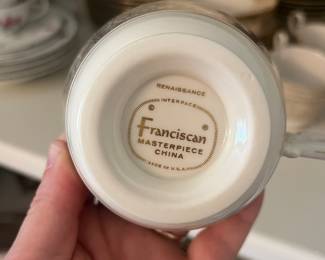 RENAISSANCE
© INTERPACE
Franciscan ®
MASTERPIECE
CHINA
MADE IN U.S.A.